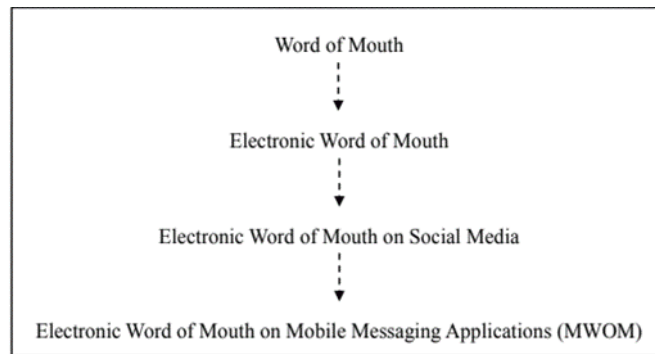 Word of Mouth
Electronic Word of Mouth
Electronic Word of Mouth on Social Media
Electronic Word of Mouth on Mobile Messaging Applications (MWOM)